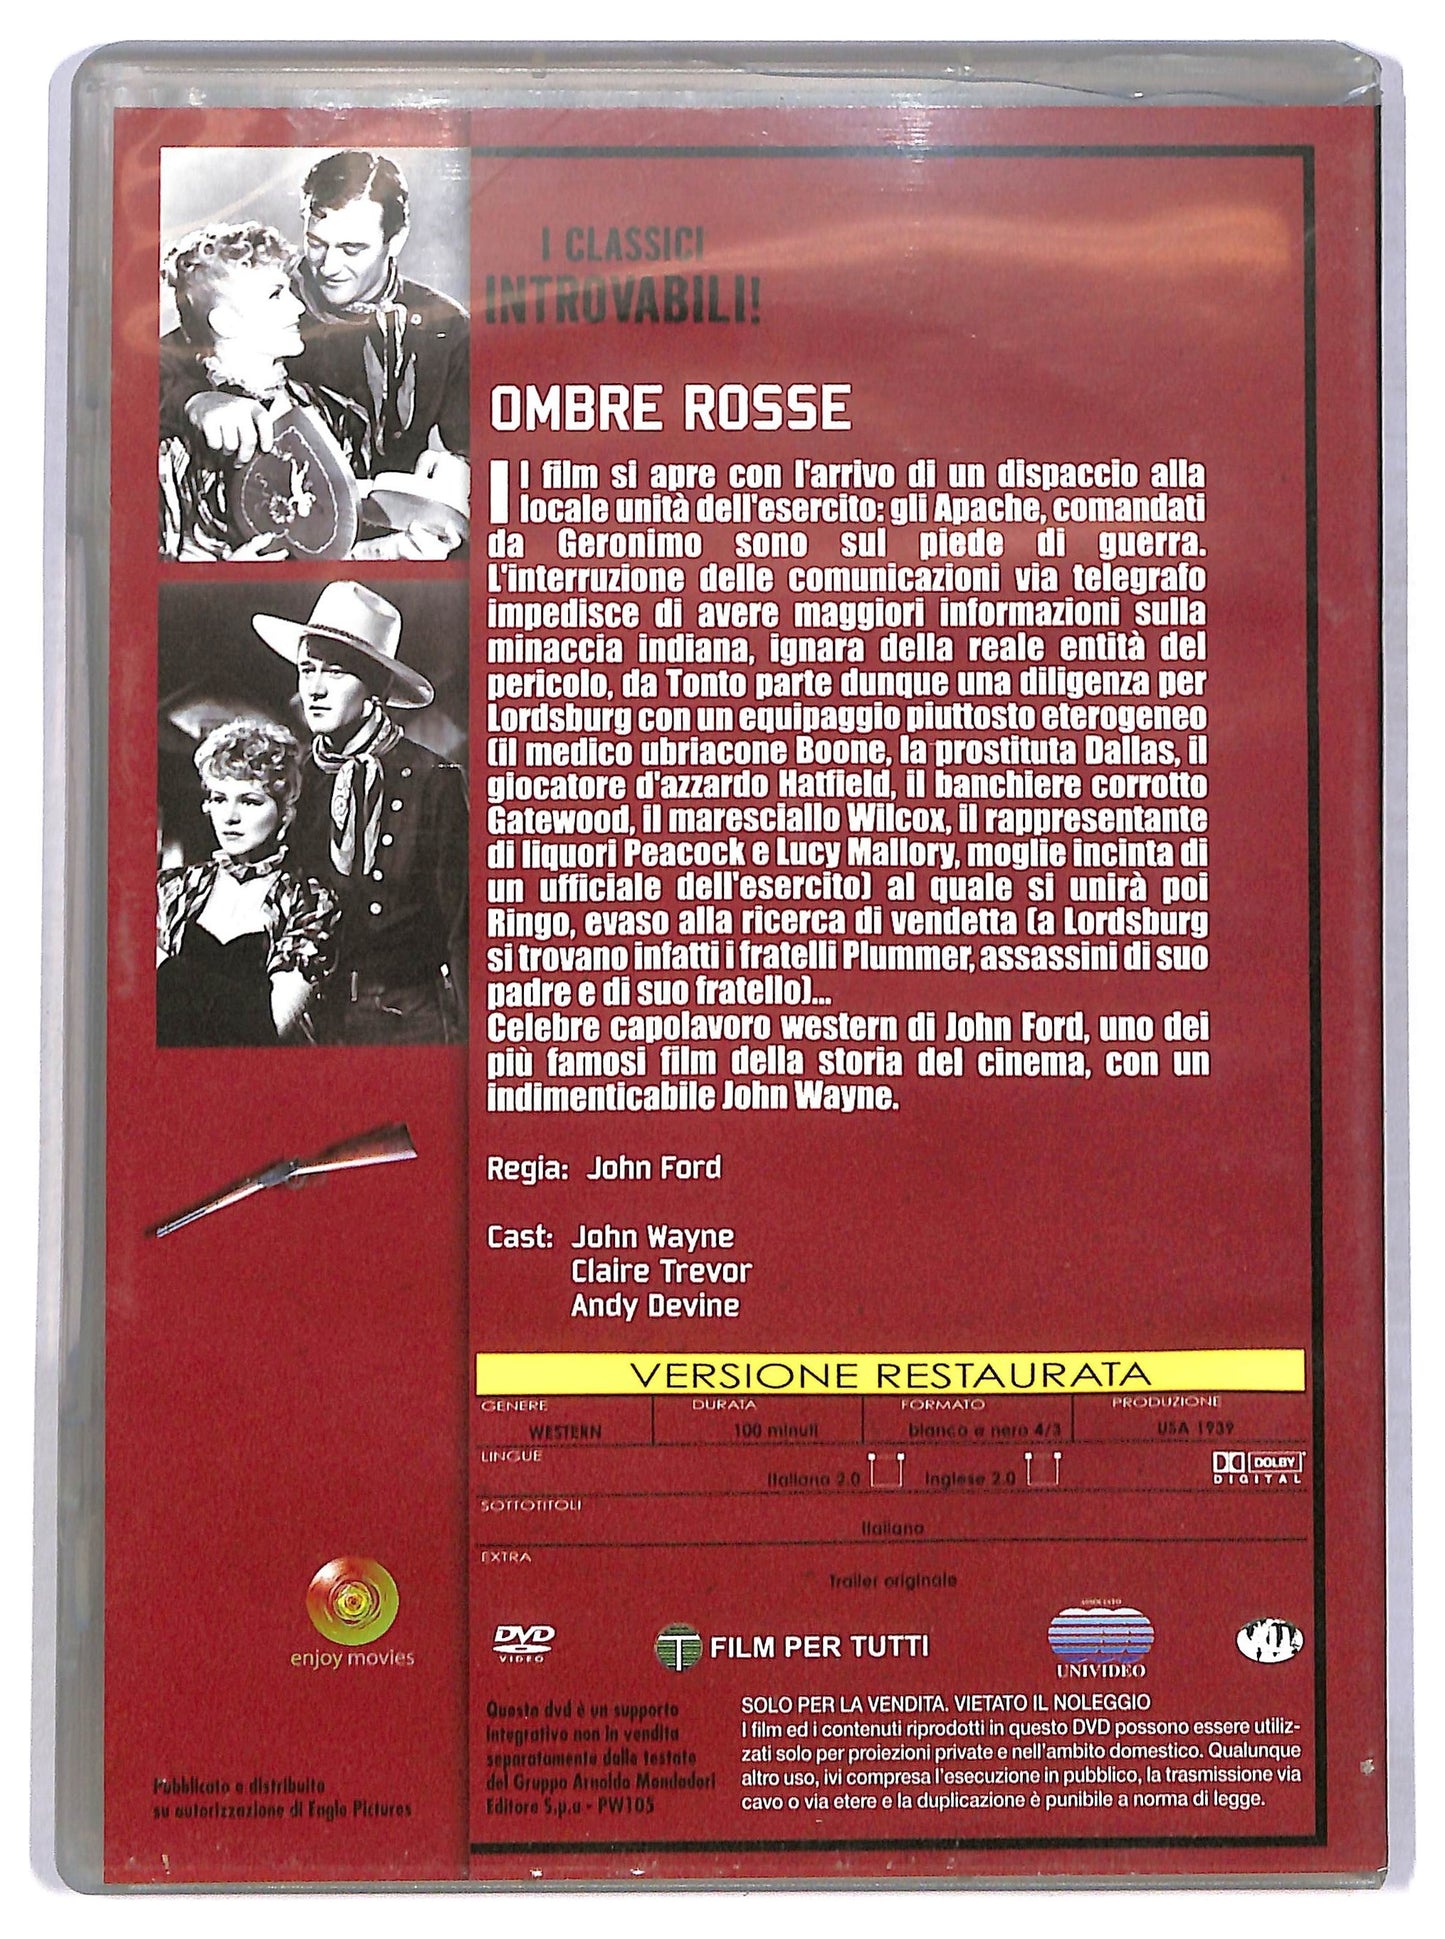 I CLASSICI
INTROVABILI!
OMBRE ROSSE
Il film si apre con l'arrivo di un dispaccio alla
locale unità dell'esercito: gli Apache, comandati
da Geronimo sono sul piede di guerra.
L'interruzione delle comunicazioni via telegrafo
impedisce di avere maggiori informazioni sulla
minaccia indiana, ignara della reale entità del
pericolo, da Tonto parte dunque una diligenza per
Lordsburg con un equipaggio piuttosto eterogeneo
(il medico ubriacone Boone, la prostituta Dallas, il
giocatore d'azzardo Hatfield, il banchiere corrotto
Gatewood, il maresciallo Wilcox, il rappresentante
di liquori Peacock e Lucy Mallory, moglie incinta di
un ufficiale dell'esercito) al quale si unirà poi
Ringo, evaso alla ricerca di vendetta (a Lordsburg
si trovano infatti i fratelli Plummer, assassini di suo
padre e di suo fratello)...
Celebre capolavoro western di John Ford, uno dei
più famosi film della storia del cinema, con un
indimenticabile John Wayne.
Regia: John Ford
Cast: John Wayne
Claire Trevor
Andy Devine
VERSIONE RESTAURATA
GENERE DURATA FORMATO PRODUZIONE
WESTERN 100 minuti bianco e nero 4/3 USA 1939
LINGUE
Italiano 2.0 Inglese 2.0
DOLBY
DIGITAL
SOTTOTITOLI
Italiano
EXTRA
Trailer originale
enjoy movies
DVD
VIDEO
T FILM PER TUTTI
ASSOCIATO
UNIVIDEO
Questo dvd è un supporto
integrativo non in vendita
separatamente dalle testate
del Gruppo Arnoldo Mondadori
Editore S.p.a - PW105
SOLO PER LA VENDITA. VIETATO IL NOLEGGIO
I film ed i contenuti riprodotti in questo DVD possono essere utiliz-
zati solo per proiezioni private e nell'ambito domestico. Qualunque
altro uso, ivi compresa l'esecuzione in pubblico, la trasmissione via
cavo o via etere e la duplicazione è punibile a norma di legge.
Pubblicato e distribuito
su autorizzazione di Eagle Pictures